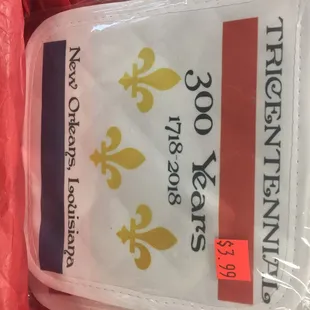 TRICENTENNIAL
300 Years
1718-2018
New Orleans, Louisiana
$3.99